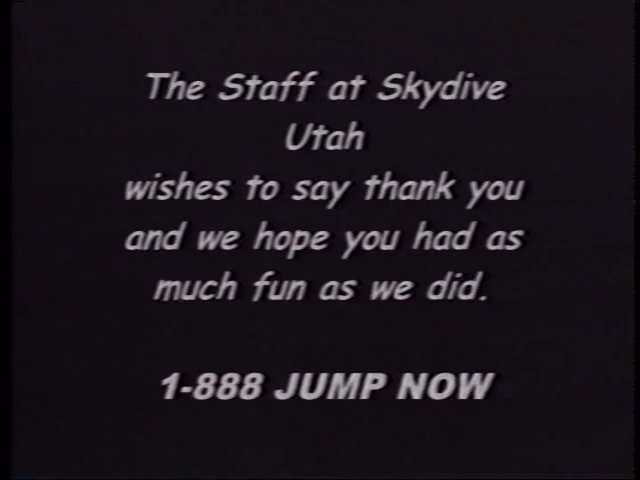 The Staff at Skydive
Utah
wishes to say thank you
and we hope you had as
much fun as we did.
1-888 JUMP NOW